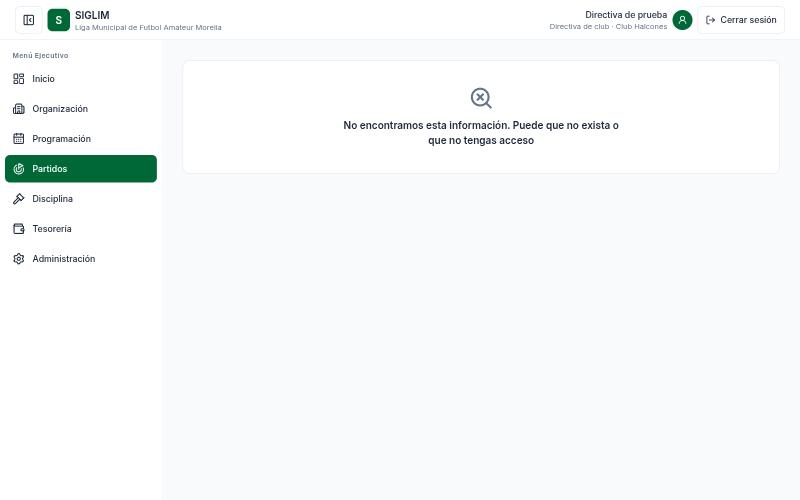 SIGLIM
Liga Municipal de Futbol Amateur Morelia
Directiva de prueba
Directiva de club · Club Halcones
Cerrar sesión
Menú Ejecutivo
Inicio
Organización
Programación
Partidos
Disciplina
Tesorería
Administración
S
No encontramos esta información. Puede que no exista o
que no tengas acceso